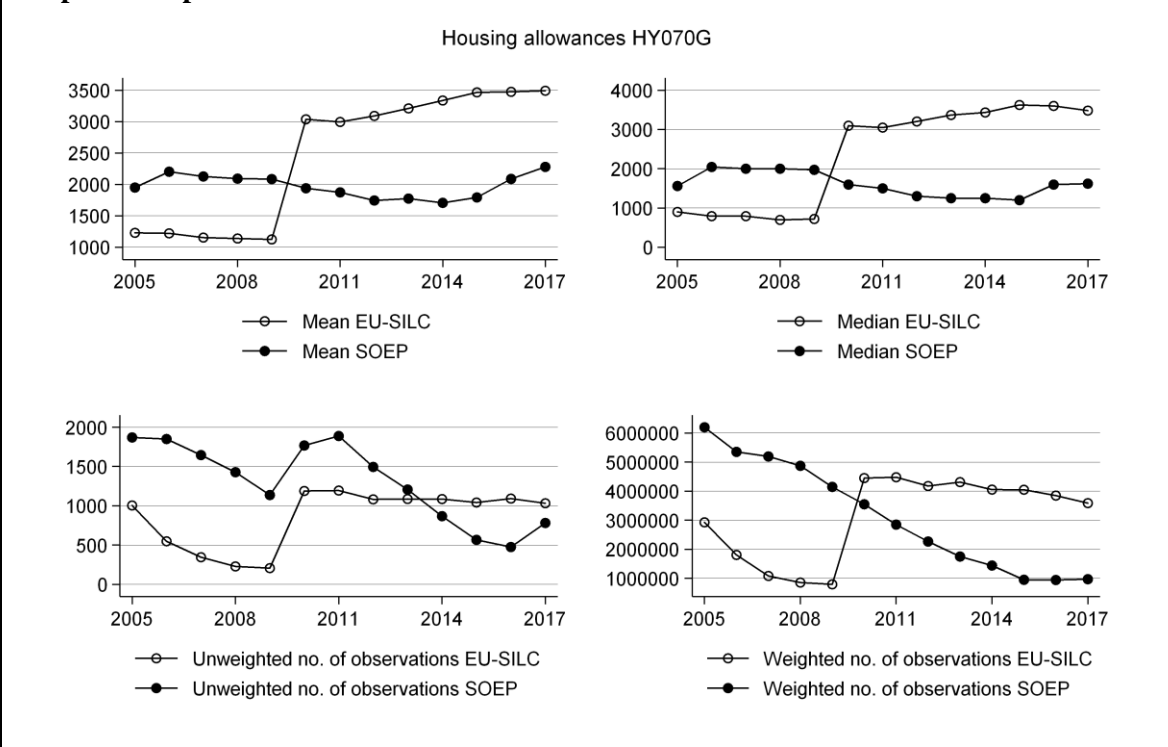 Housing allowances HY070G
3500
3000
2500
2000
1500
1000
2005 2008 2011 2014 2017
Mean EU-SILC
Mean SOEP
4000
3000
2000
1000
0
2005 2008 2011 2014 2017
Median EU-SILC
Median SOEP
2000
1500
1000
500
0
2005 2008 2011 2014 2017
Unweighted no. of observations EU-SILC
Unweighted no. of observations SOEP
6000000
5000000
4000000
3000000
2000000
1000000
2005 2008 2011 2014 2017
Weighted no. of observations EU-SILC
Weighted no. of observations SOEP